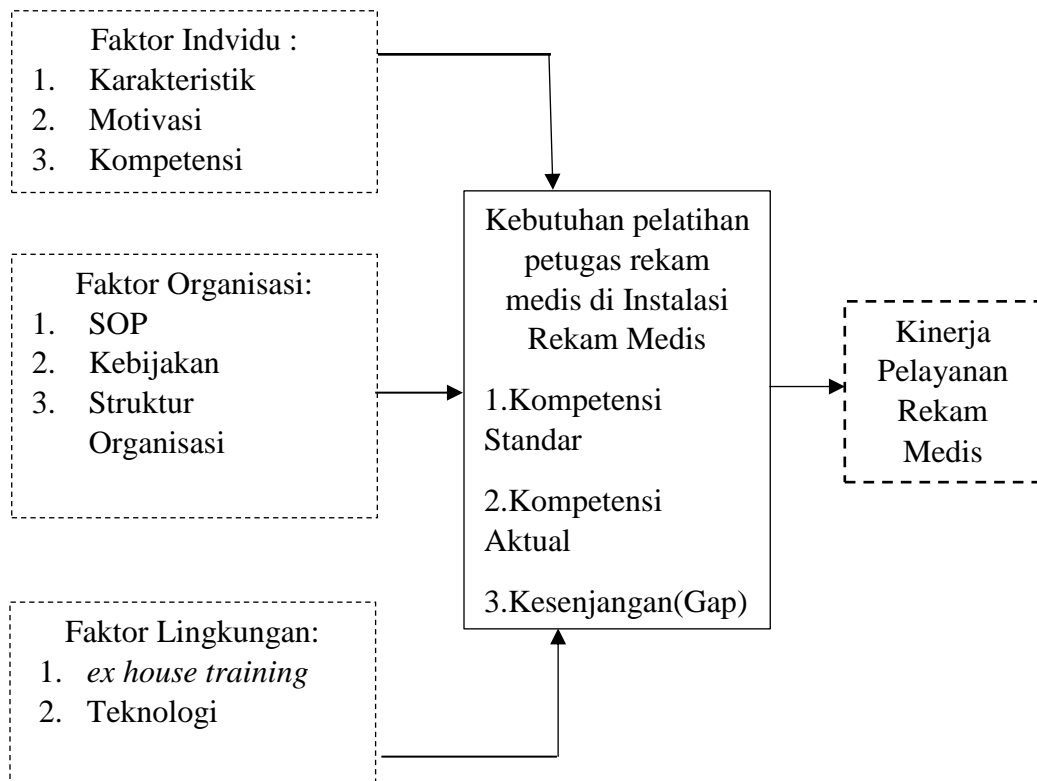 Faktor Indvidu :
1. Karakteristik
2. Motivasi
3. Kompetensi
Faktor Organisasi:
1. SOP
2. Kebijakan
3. Struktur
Organisasi
Faktor Lingkungan:
1. ex house training
2. Teknologi
Kebutuhan pelatihan
petugas rekam
medis di Instalasi
Rekam Medis
1.Kompetensi
Standar
2.Kompetensi
Aktual
3.Kesenjangan(Gap)
Kinerja
Pelayanan
Rekam
Medis